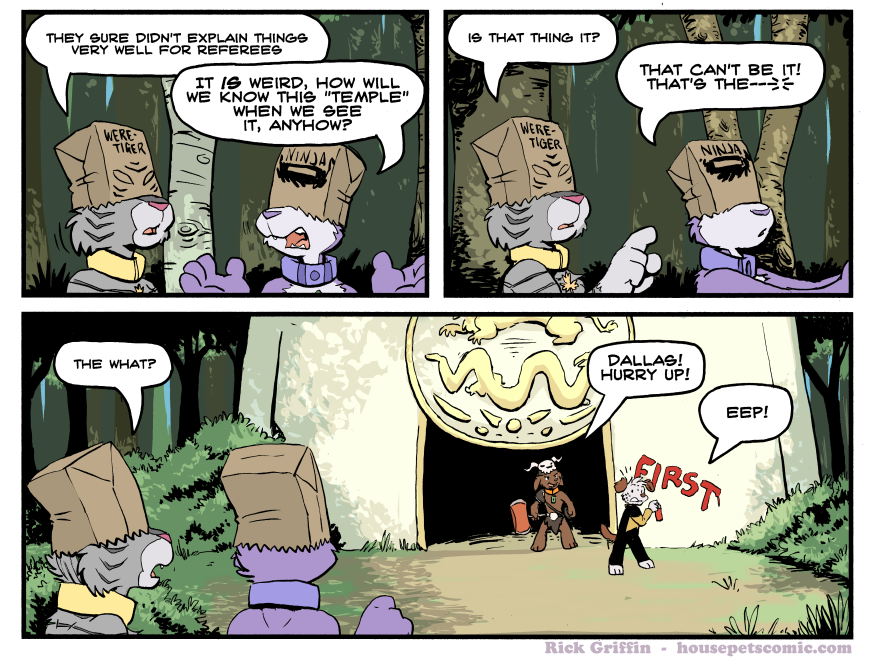 THEY SURE DIDN'T EXPLAIN THINGS
VERY WELL FOR REFEREES
IT IS WEIRD, HOW WILL
WE KNOW THIS "TEMPLE"
WHEN WE SEE
IT, ANYHOW?
WERE-
TIGER
NINJA
IS THAT THING IT?
THAT CAN'T BE IT!
THAT'S THE---
WERE-
TIGER
NINJA
THE WHAT?
DALLAS!
HURRY UP!
EEP!
FIRST
Rick Griffin - housepetscomic.com